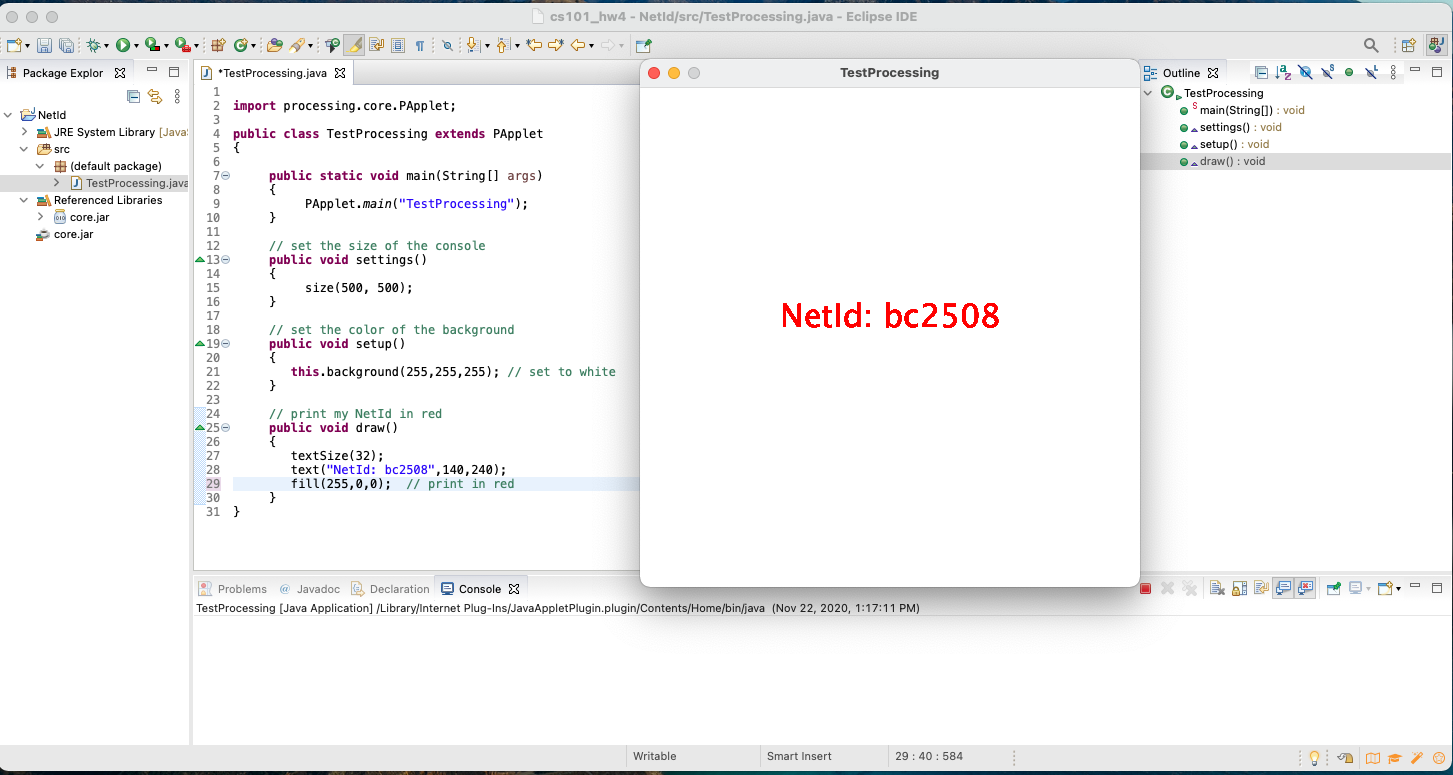 cs101_hw4 - NetId/src/TestProcessing.java - Eclipse IDE
Package Explor
NetId
JRE System Library [Java
src
(default package)
TestProcessing.java
Referenced Libraries
core.jar
core.jar
*TestProcessing.java
1
2 import processing.core.PApplet;
3
4 public class TestProcessing extends PApplet
5 {
6
7 public static void main(String[] args)
8 {
9 PApplet.main("TestProcessing");
10 }
11
12 // set the size of the console
13 public void settings()
14 {
15 size(500, 500);
16 }
17
18 // set the color of the background
19 public void setup()
20 {
21 this.background(255,255,255); // set to white
22 }
23
24 // print my NetId in red
25 public void draw()
26 {
27 textSize(32);
28 text("NetId: bc2508",140,240);
29 fill(255,0,0); // print in red
30 }
31 }
TestProcessing
NetId: bc2508
Outline
TestProcessing
main(String[]) : void
settings() : void
setup() : void
draw() : void
Problems
@ Javadoc
Declaration
Console
TestProcessing [Java Application] /Library/Internet Plug-Ins/JavaAppletPlugin.plugin/Contents/Home/bin/java (Nov 22, 2020, 1:17:11 PM)
Writable
Smart Insert
29 : 40 : 584